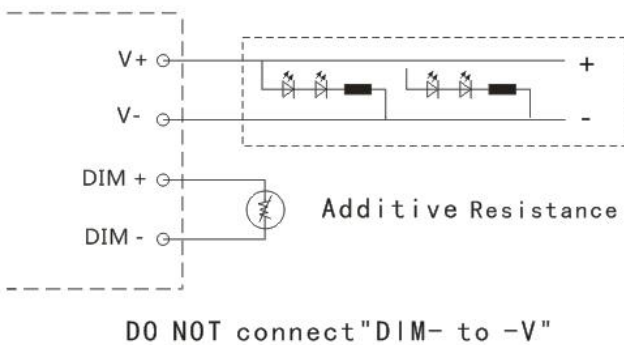 V+
+
V-
-
DIM +
Additive Resistance
DIM -
DO NOT connect"DIM- to -V"